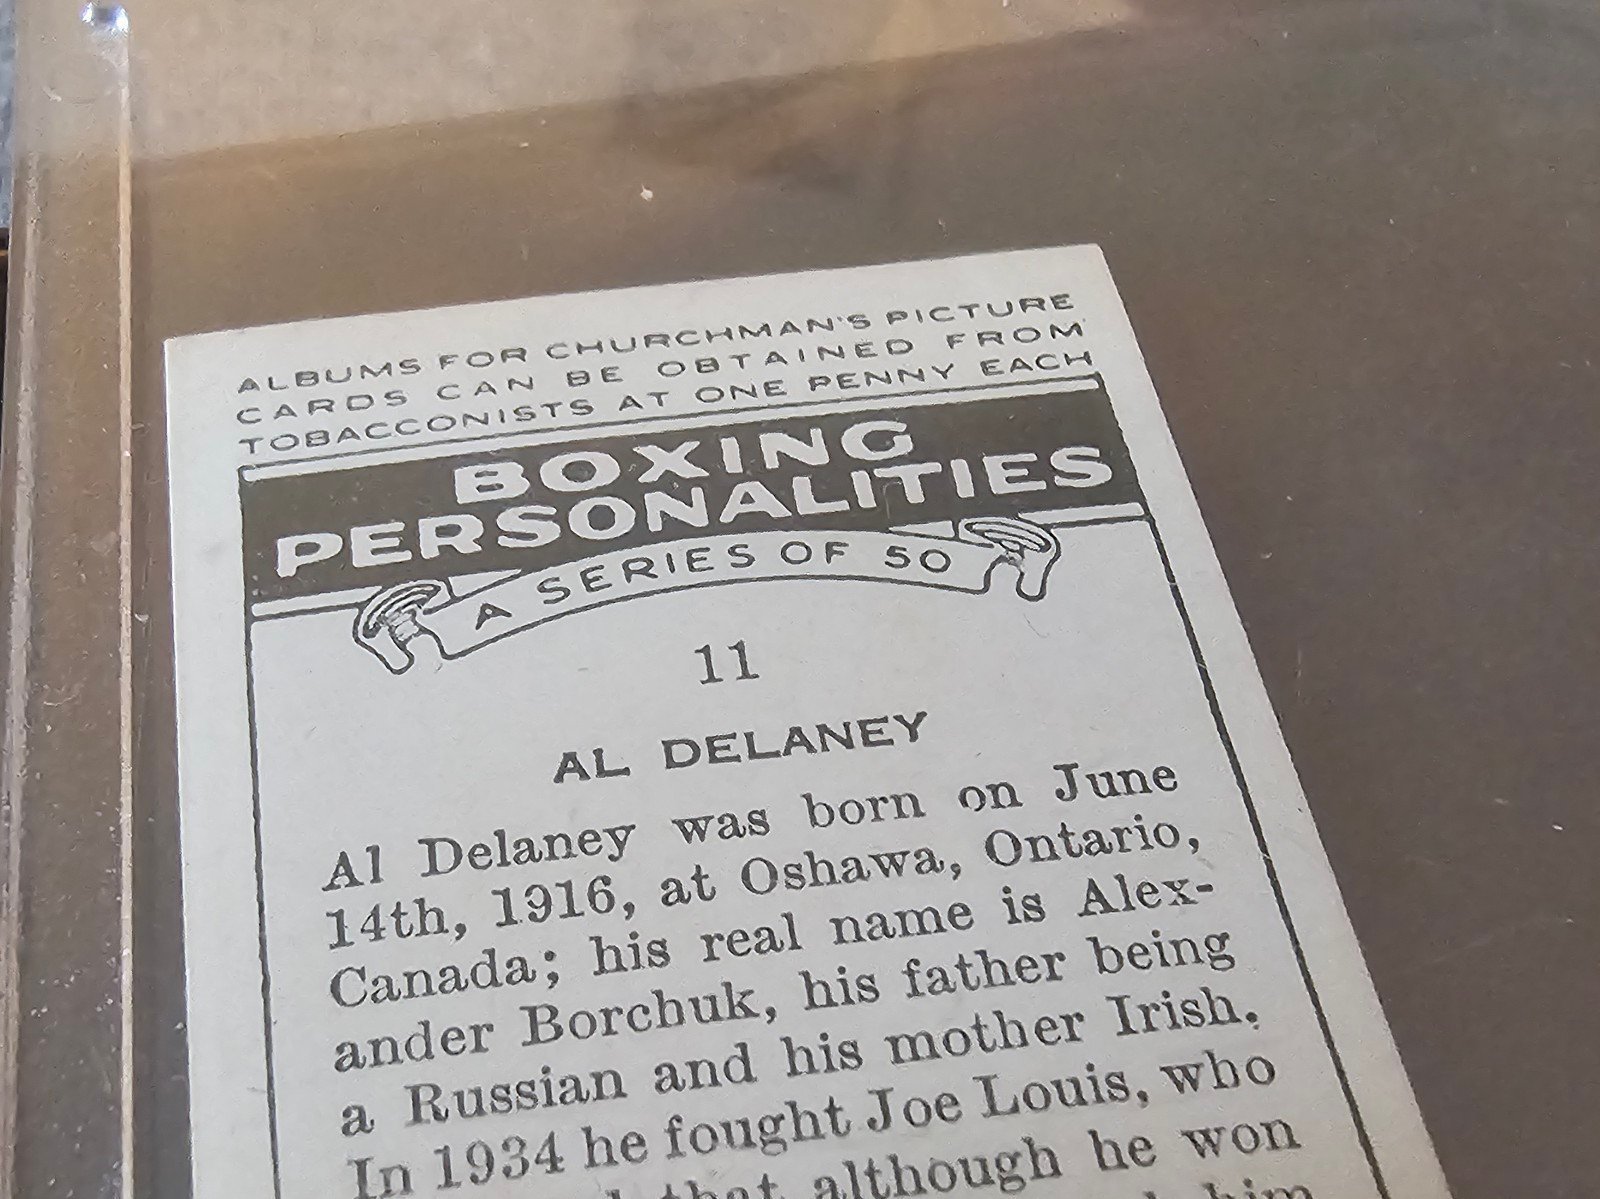 ALBUMS FOR CHURCHMAN'S PICTURE
CARDS CAN BE OBTAINED FROM
TOBACCONISTS AT ONE PENNY EACH
BOXING
PERSONALITIES
A SERIES OF 50
11
AL DELANEY
Al Delaney was born on June
14th, 1916, at Oshawa, Ontario,
Canada; his real name is Alex-
ander Borchuk, his father being
a Russian and his mother Irish.
In 1934 he fought Joe Louis, who
that although he won
him